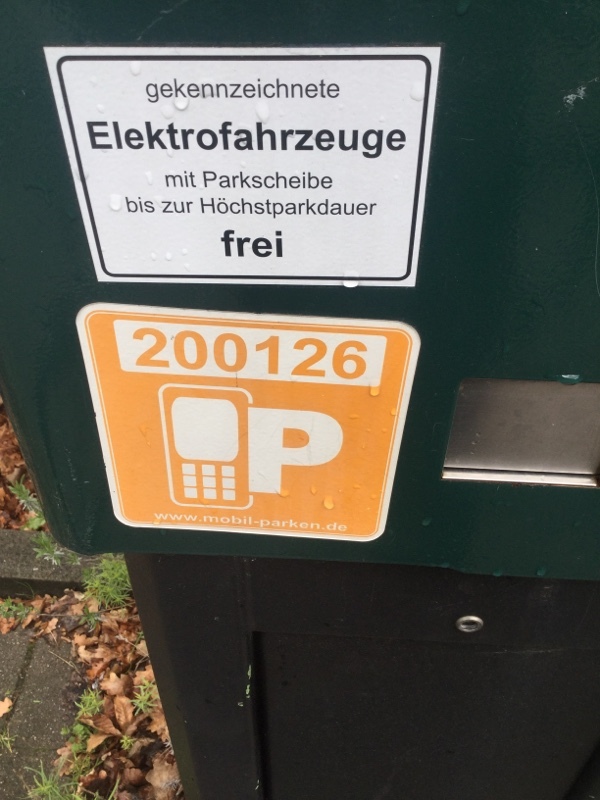 gekennzeichnete
Elektrofahrzeuge
mit Parkscheibe
bis zur Höchstparkdauer
frei
200126
P
www.mobil-parken.de